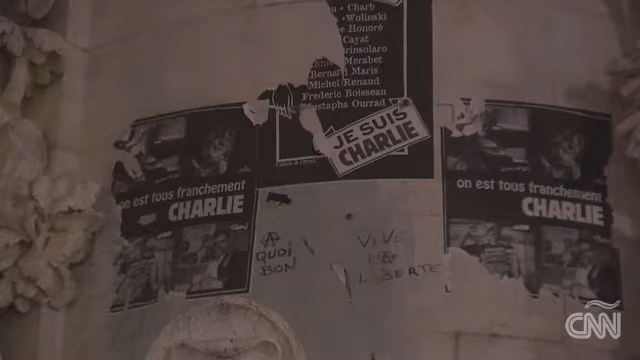 Charb
Wolinski
Honoré
Cayat
Brinsolaro
Merabet
Bernard Maris
Michel Renaud
Frederic Boisseau
Mustapha Ourrad
JE SUIS
CHARLIE
on est tous franchement
CHARLIE
on est tous franchement
CHARLIE
A
QUOI
BON
VIVE
LA
LIBERTE
CNN